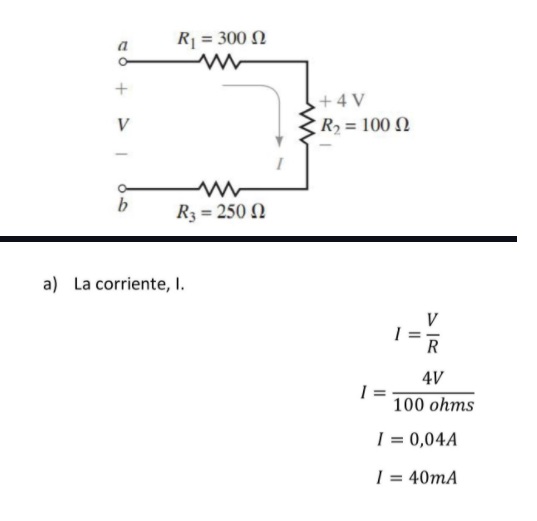 R₁ = 300 Ω
a
+
V
+ 4 V
R₂ = 100 Ω
–
I
b
R₃ = 250 Ω
a) La corriente, I.
I = V/R
I = 4V/100 ohms
I = 0,04A
I = 40mA